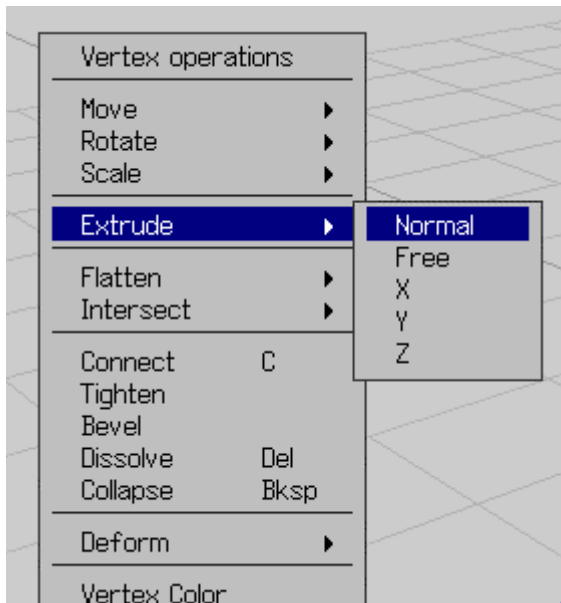 Vertex operations
Move
Rotate
Scale
Extrude
Normal
Free
X
Y
Z
Flatten
Intersect
Connect C
Tighten
Bevel
Dissolve Del
Collapse Bksp
Deform
Vertex Color